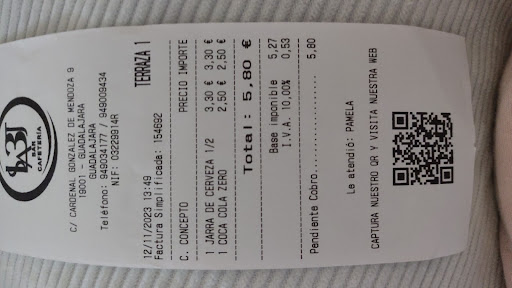 BAR
CAFETERIA
C/ CARDENAL GONZALEZ DE MENDOZA 9
19001 - GUADALAJARA
GUADALAJARA
Teléfono: 949034177 / 949009434
NIF: 03229914R
TERRAZA 1
12/11/2023 13:49
Factura Simplificada: 154692
C. CONCEPTO PRECIO IMPORTE
1 JARRA DE CERVEZA 1/2 3,30 € 3,30 €
1 COCA COLA ZERO 2,50 € 2,50 €
Total: 5,80 €
Base imponible 5,27
I.V.A. 10,00% 0,53
Pendiente Cobro.................. 5,80
Le atendió: PAMELA
CAPTURA NUESTRO QR Y VISITA NUESTRA WEB